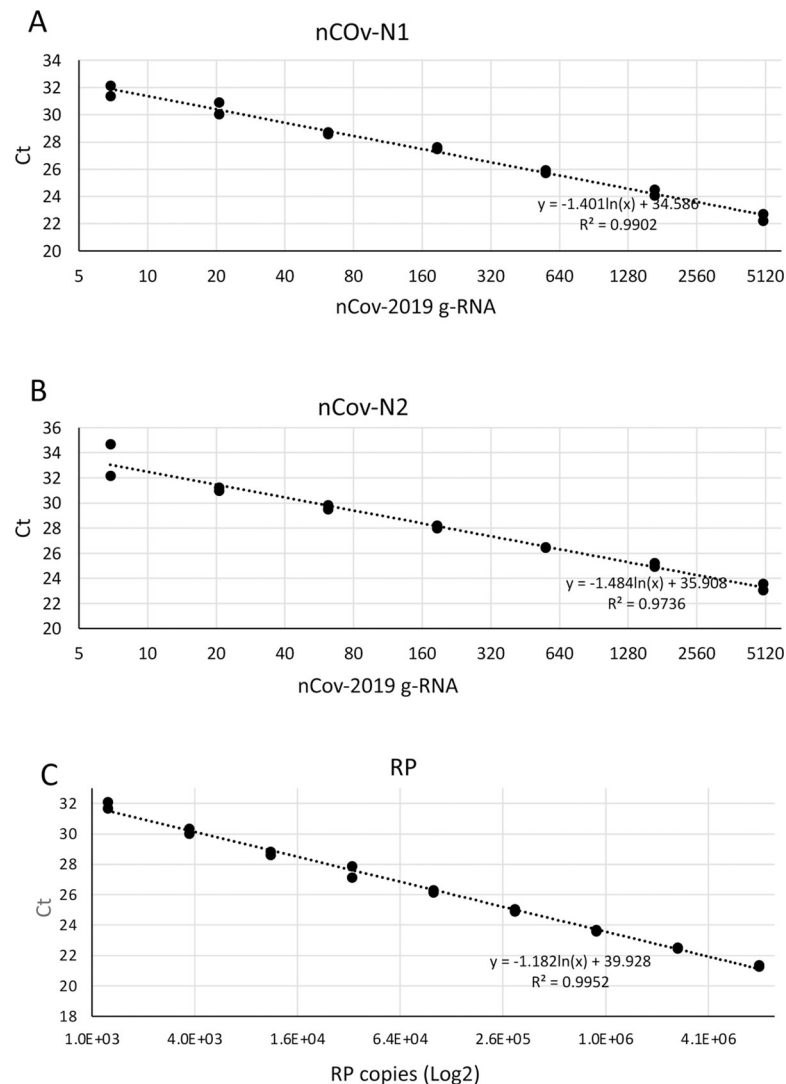 A
nCOv-N1
34
32
30
28
26
24
22
20
Ct
y = -1.401ln(x) + 34.586
R² = 0.9902
5 10 20 40 80 160 320 640 1280 2560 5120
nCov-2019 g-RNA
B
nCov-N2
36
34
32
30
28
26
24
22
20
Ct
y = -1.484ln(x) + 35.908
R² = 0.9736
5 10 20 40 80 160 320 640 1280 2560 5120
nCov-2019 g-RNA
C
RP
32
30
28
26
24
22
20
18
Ct
y = -1.182ln(x) + 39.928
R² = 0.9952
1.0E+03 4.0E+03 1.6E+04 6.4E+04 2.6E+05 1.0E+06 4.1E+06
RP copies (Log2)